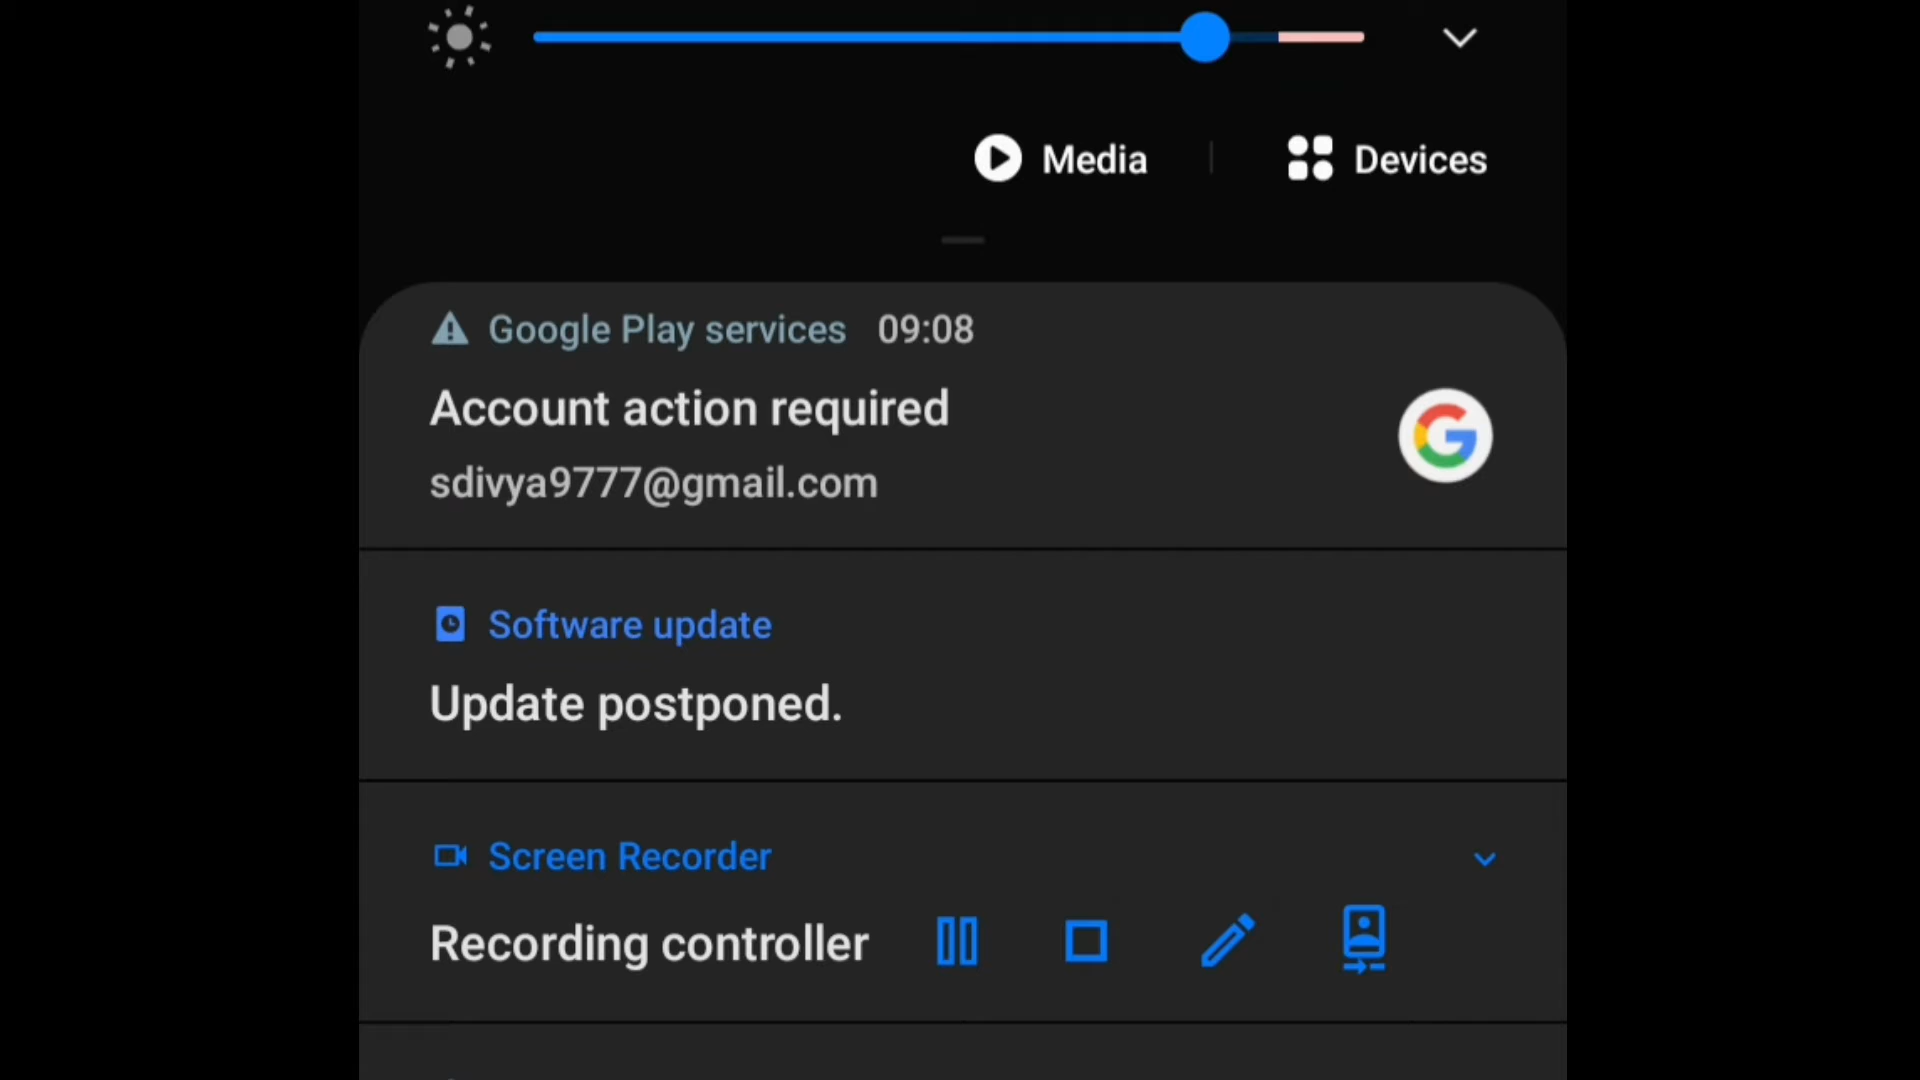 Media
Devices
Google Play services 09:08
Account action required
sdivya9777@gmail.com
Software update
Update postponed.
Screen Recorder
Recording controller